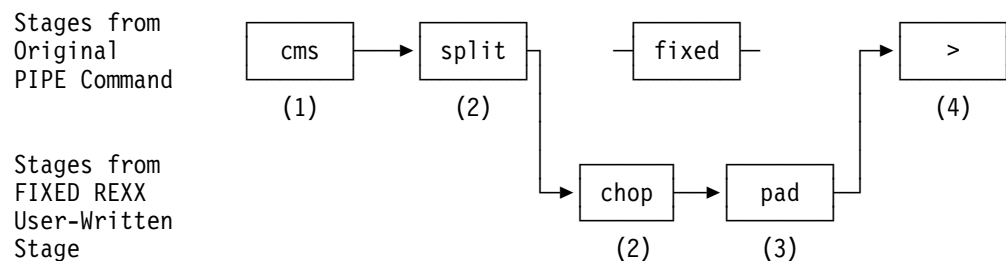 Stages from
Original
PIPE Command
cms
split
fixed
>
(1)
(2)
(4)
Stages from
FIXED REXX
User-Written
Stage
chop
pad
(2)
(3)